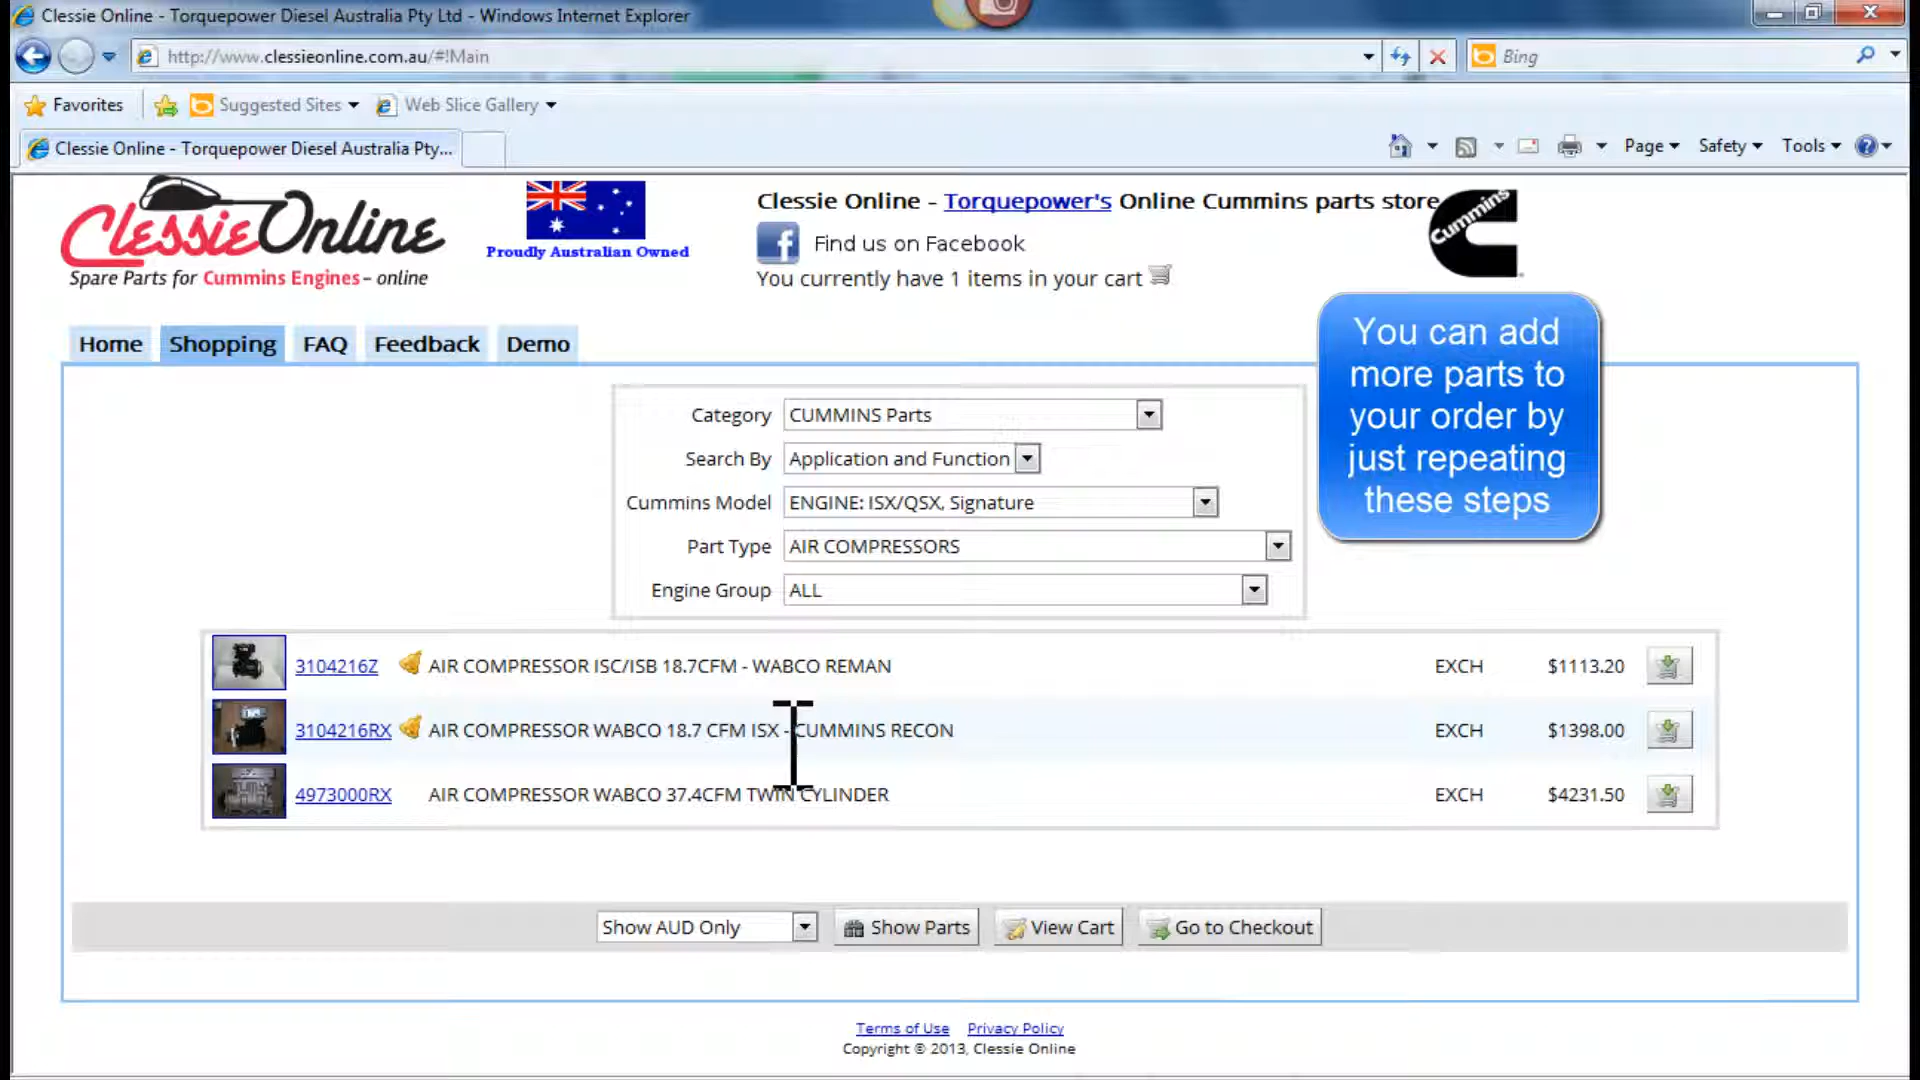 Clessie Online - Torquepower Diesel Australia Pty Ltd - Windows Internet Explorer
http://www.clessieonline.com.au/#!Main
Bing
Favorites
Suggested Sites
Web Slice Gallery
Clessie Online - Torquepower Diesel Australia Pty...
Page
Safety
Tools
ClessieOnline
Spare Parts for Cummins Engines - online
Proudly Australian Owned
Clessie Online - Torquepower's Online Cummins parts store
Find us on Facebook
You currently have 1 items in your cart
Cummins
Home
Shopping
FAQ
Feedback
Demo
You can add
more parts to
your order by
just repeating
these steps
Category CUMMINS Parts
Search By Application and Function
Cummins Model ENGINE: ISX/QSX, Signature
Part Type AIR COMPRESSORS
Engine Group ALL
3104216Z AIR COMPRESSOR ISC/ISB 18.7CFM - WABCO REMAN EXCH $1113.20
3104216RX AIR COMPRESSOR WABCO 18.7 CFM ISX - CUMMINS RECON EXCH $1398.00
4973000RX AIR COMPRESSOR WABCO 37.4CFM TWIN CYLINDER EXCH $4231.50
Show AUD Only
Show Parts
View Cart
Go to Checkout
Terms of Use Privacy Policy
Copyright © 2013, Clessie Online